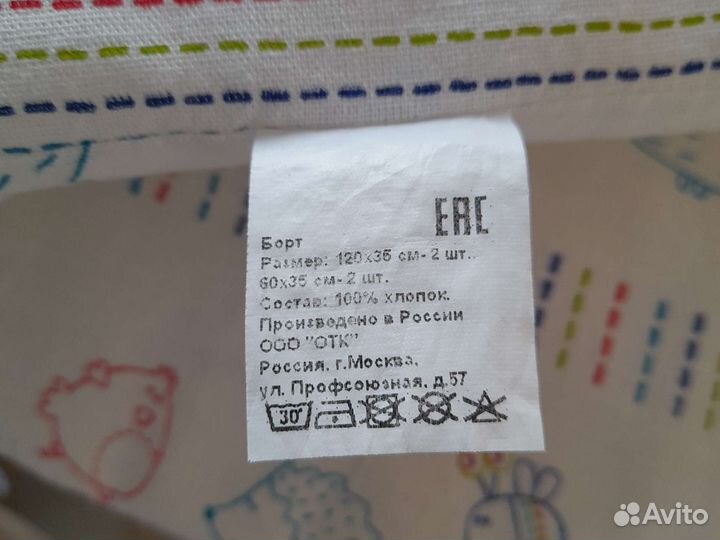 EAC
Борт
Размер: 120х35 см- 2 шт..
60х35 см- 2 шт.
Состав: 100% хлопок.
Произведено в России
ООО "ОТК"
Россия, г.Москва,
ул. Профсоюзная, д.57
30°
Avito